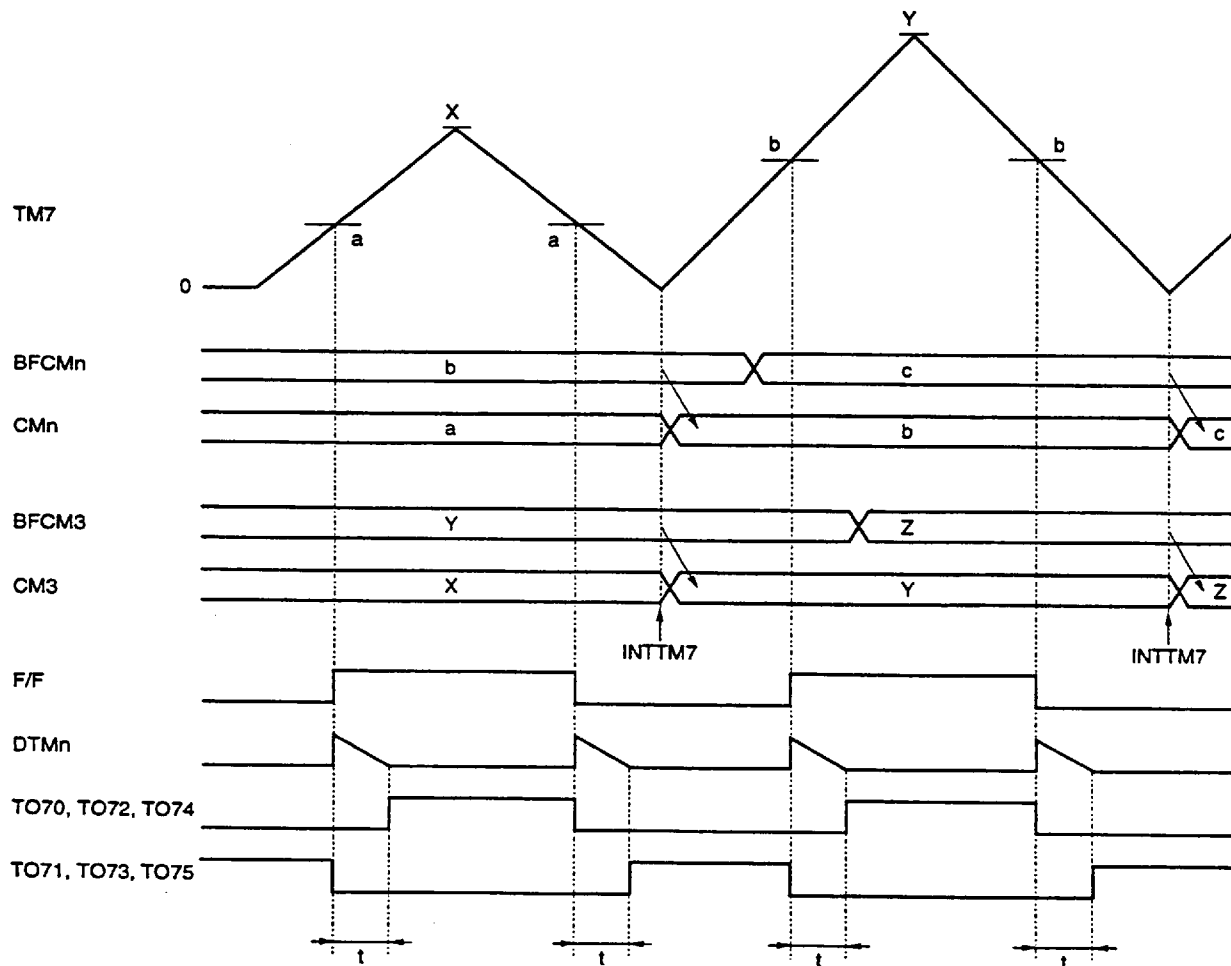 Y
X
b b
TM7
a a
0
BFCMn b c
CMn a b c
BFCM3 Y Z
CM3 X Y Z
INTTM7 INTTM7
F/F
DTMn
TO70, TO72, TO74
TO71, TO73, TO75
t t t t